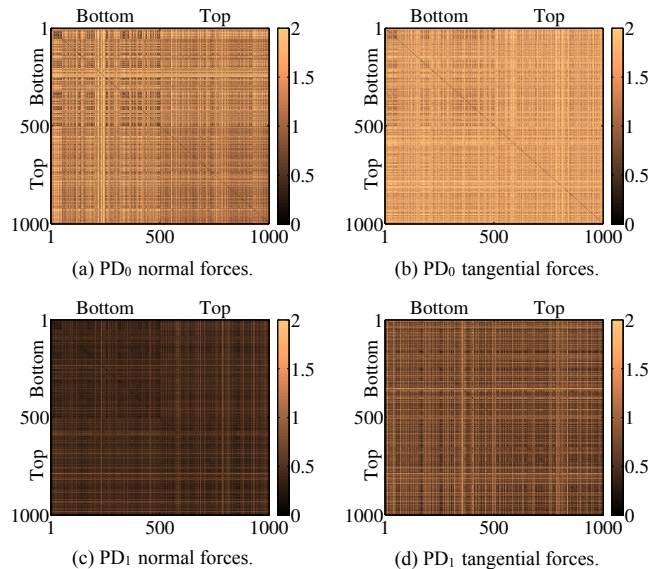 Bottom Top
1
Bottom
500
Top
1000
1 500 1000
2
1.5
1
0.5
0
(a) PD₀ normal forces.
Bottom Top
1
Bottom
500
Top
1000
1 500 1000
2
1.5
1
0.5
0
(b) PD₀ tangential forces.
Bottom Top
1
Bottom
500
Top
1000
1 500 1000
2
1.5
1
0.5
0
(c) PD₁ normal forces.
Bottom Top
1
Bottom
500
Top
1000
1 500 1000
2
1.5
1
0.5
0
(d) PD₁ tangential forces.